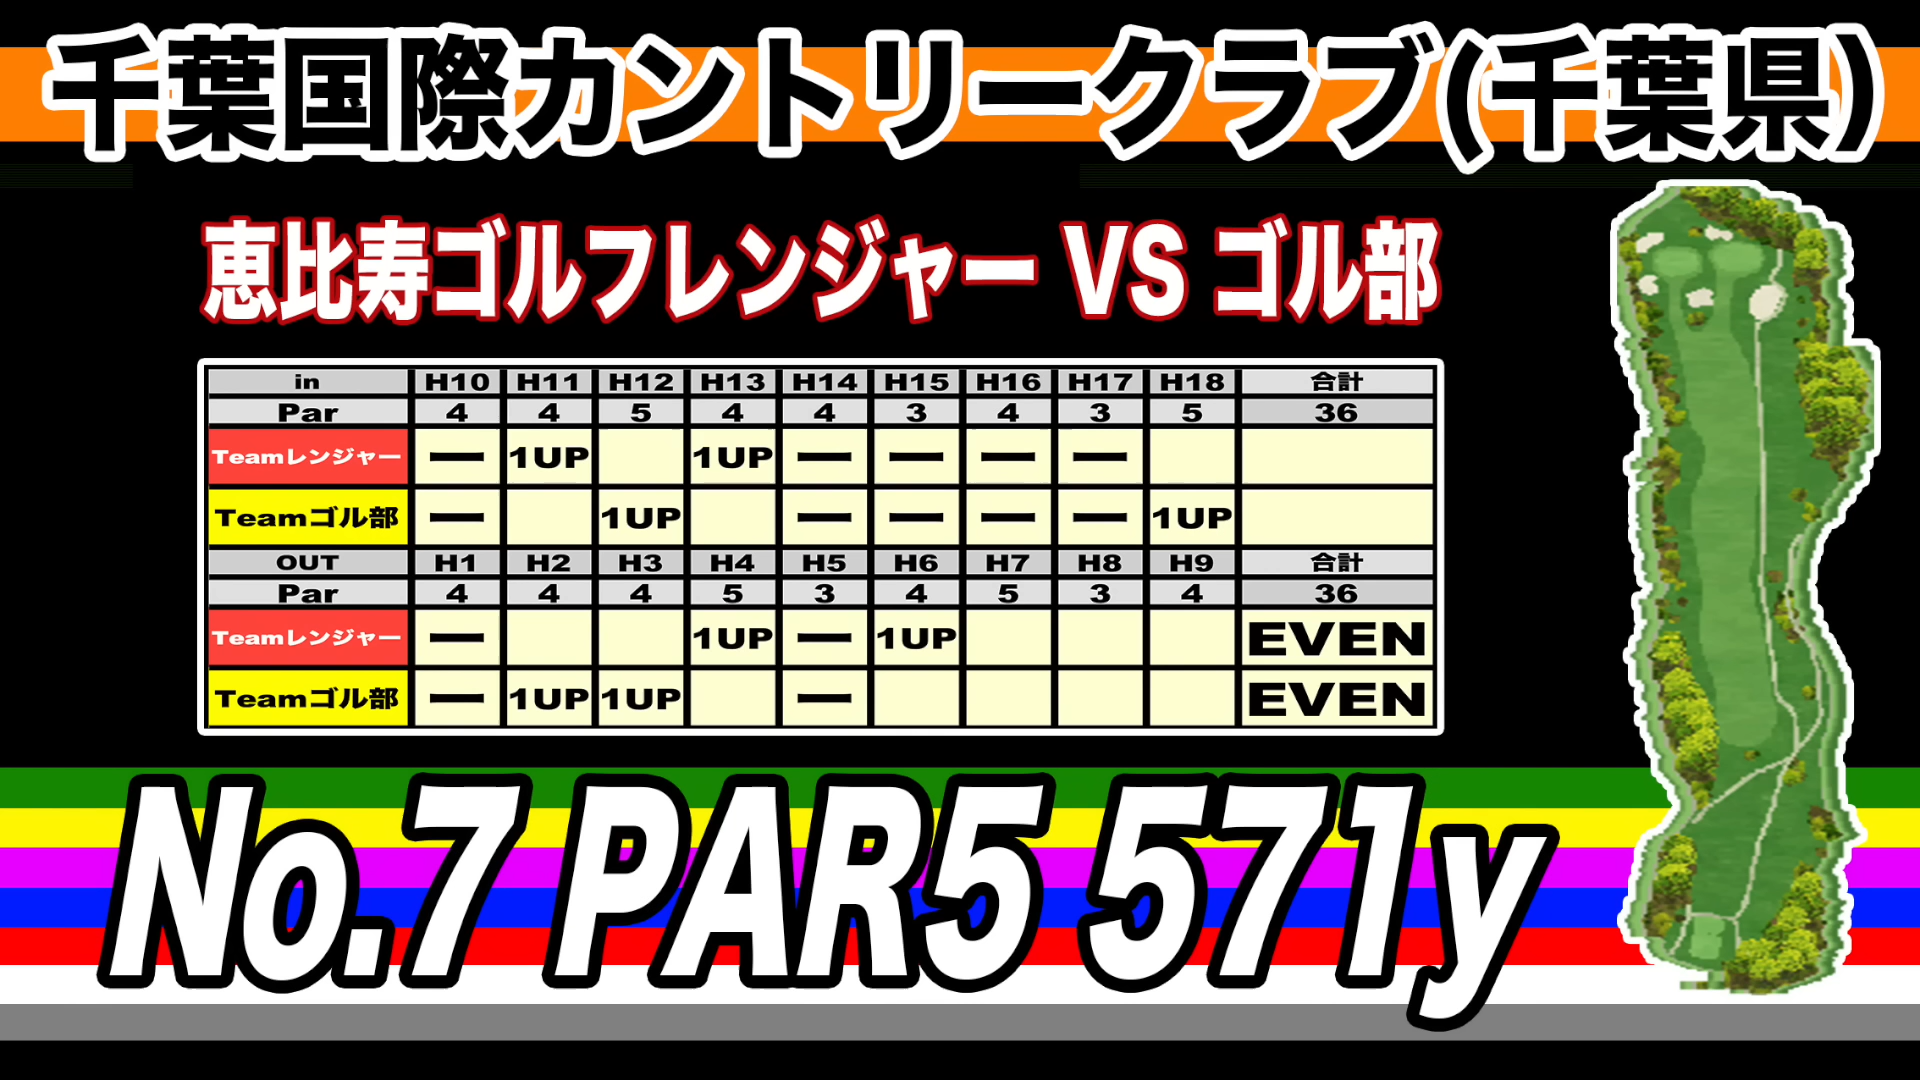 千葉国際カントリークラブ(千葉県)
恵比寿ゴルフレンジャー VS ゴル部
in H10 H11 H12 H13 H14 H15 H16 H17 H18 合計
Par 4 4 5 4 4 3 4 3 5 36
Teamレンジャー — 1UP 1UP — — — —
Teamゴル部 — 1UP — — — — 1UP
OUT H1 H2 H3 H4 H5 H6 H7 H8 H9 合計
Par 4 4 4 5 3 4 5 3 4 36
Teamレンジャー — 1UP — 1UP EVEN
Teamゴル部 — 1UP 1UP — EVEN
No.7 PAR5 571y